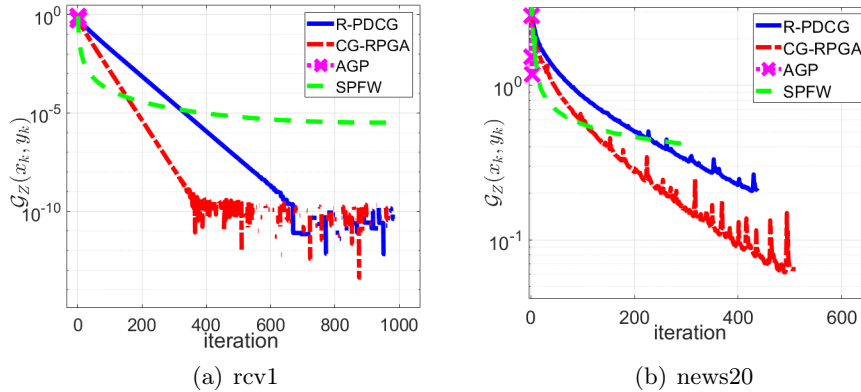 10^0
10^-5
10^-10
G_Z(x_k, y_k)
0 200 400 600 800 1000
iteration
R-PDCG
CG-RPGA
AGP
SPFW
(a) rcv1
10^0
10^-1
G_Z(x_k, y_k)
0 200 400 600
iteration
R-PDCG
CG-RPGA
AGP
SPFW
(b) news20